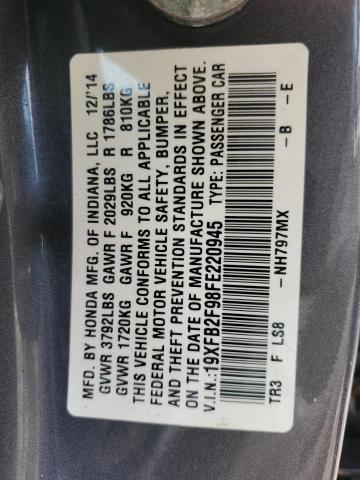 MFD. BY HONDA MFG. OF INDIANA, LLC 12/'14
GVWR 3792LBS GAWR F 2029LBS R 1786LBS
GVWR 1720KG GAWR F 920KG R 810KG
THIS VEHICLE CONFORMS TO ALL APPLICABLE
FEDERAL MOTOR VEHICLE SAFETY, BUMPER,
AND THEFT PREVENTION STANDARDS IN EFFECT
ON THE DATE OF MANUFACTURE SHOWN ABOVE.
V.I.N.:19XFB2F98FE220945 TYPE: PASSENGER CAR
TR3 F LS8 -NH797MX -B -E